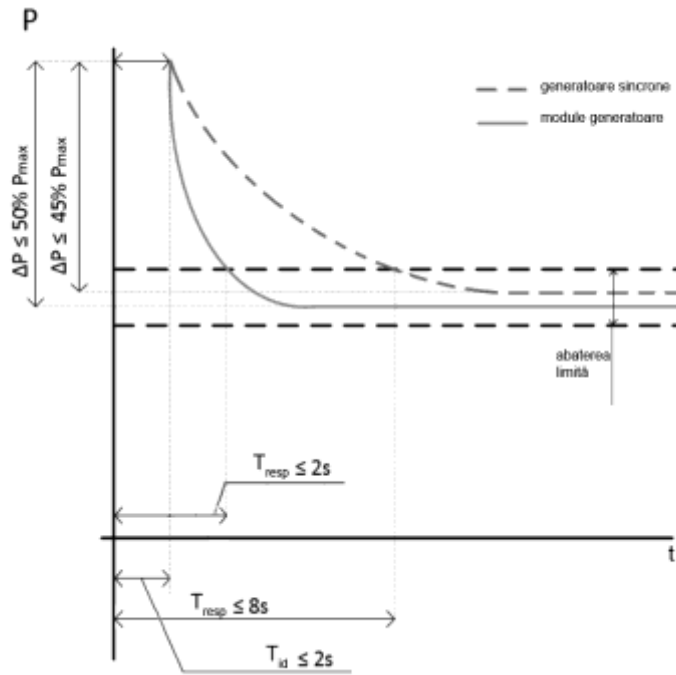 P
generatoare sincrone
module generatoare
ΔP ≤ 50% Pmax
ΔP ≤ 45% Pmax
abaterea
limită
Tresp ≤ 2s
t
Tresp ≤ 8s
Tid ≤ 2s